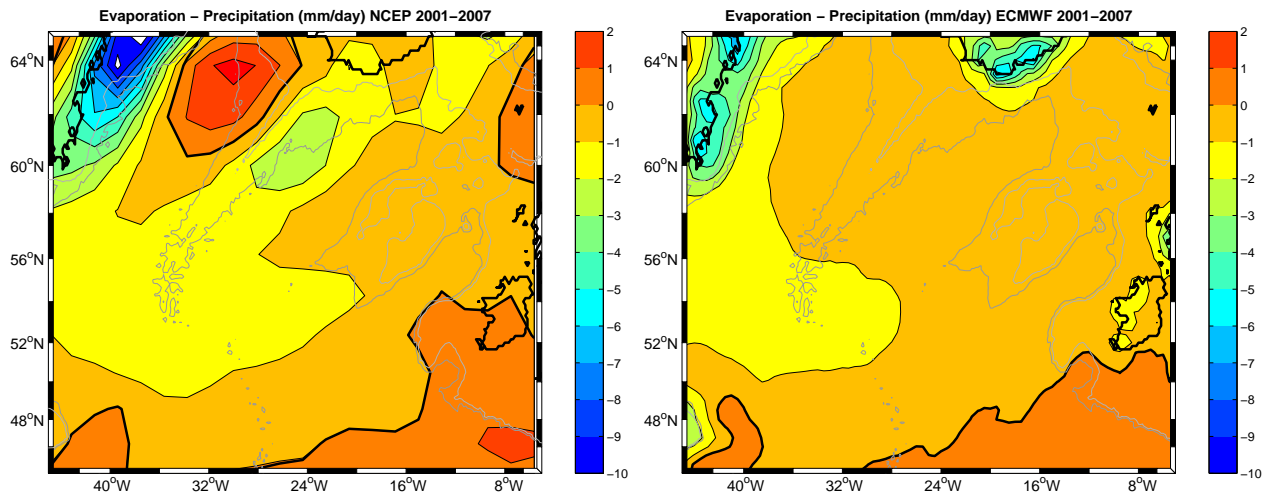 Evaporation – Precipitation (mm/day) NCEP 2001–2007
64°N
60°N
56°N
52°N
48°N
40°W 32°W 24°W 16°W 8°W
2
1
0
−1
−2
−3
−4
−5
−6
−7
−8
−9
−10
Evaporation – Precipitation (mm/day) ECMWF 2001–2007
64°N
60°N
56°N
52°N
48°N
40°W 32°W 24°W 16°W 8°W
2
1
0
−1
−2
−3
−4
−5
−6
−7
−8
−9
−10